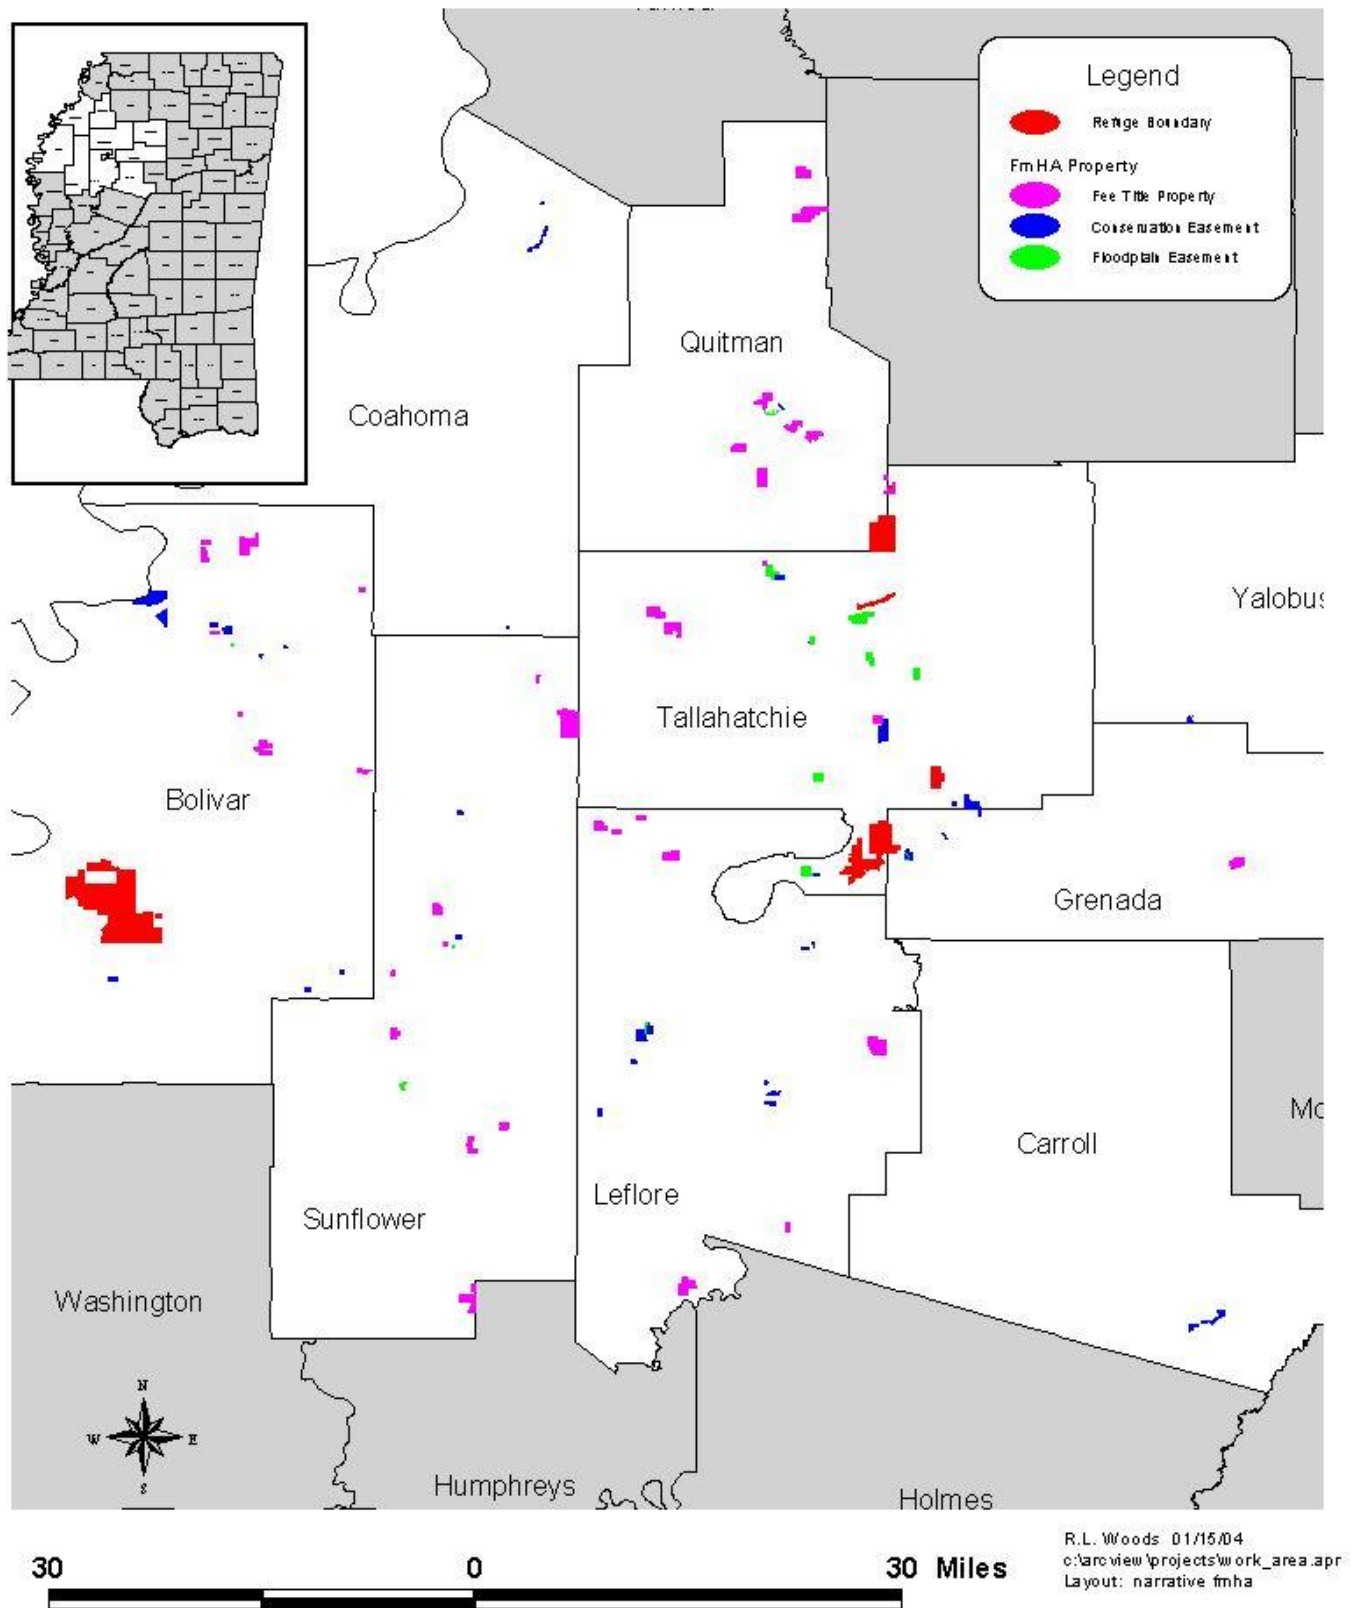 Legend
Refuge Boundary
FmHA Property
Fee Title Property
Conservation Easement
Floodplain Easement
Quitman
Coahoma
Yalobus
Tallahatchie
Bolivar
Grenada
Carroll
Leflore
Sunflower
Washington
N
W E
S
Humphreys
Holmes
30 0 30 Miles
R.L. Woods 01/15/04
c:\arcview\projects\work_area.apr
Layout: narrative fmha